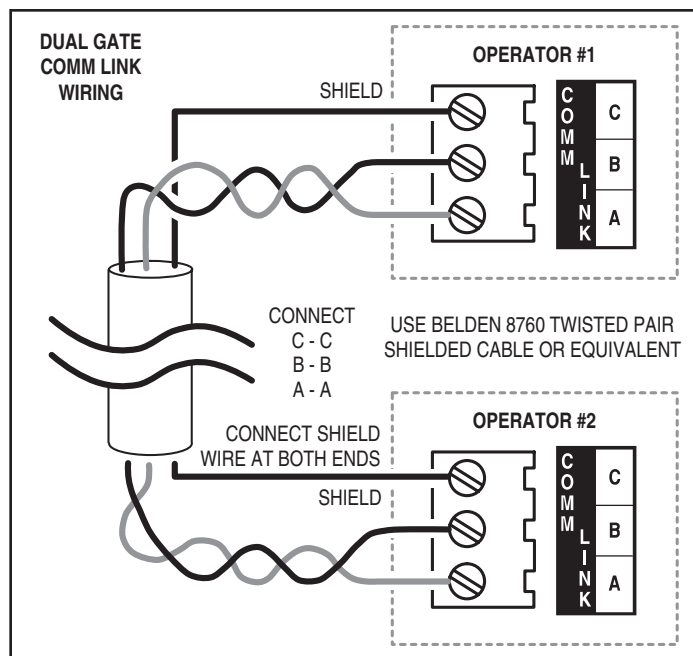 DUAL GATE
COMM LINK
WIRING
OPERATOR #1
SHIELD
COMM
LINK
C
B
A
CONNECT
C - C
B - B
A - A
USE BELDEN 8760 TWISTED PAIR
SHIELDED CABLE OR EQUIVALENT
OPERATOR #2
CONNECT SHIELD
WIRE AT BOTH ENDS
SHIELD
COMM
LINK
C
B
A